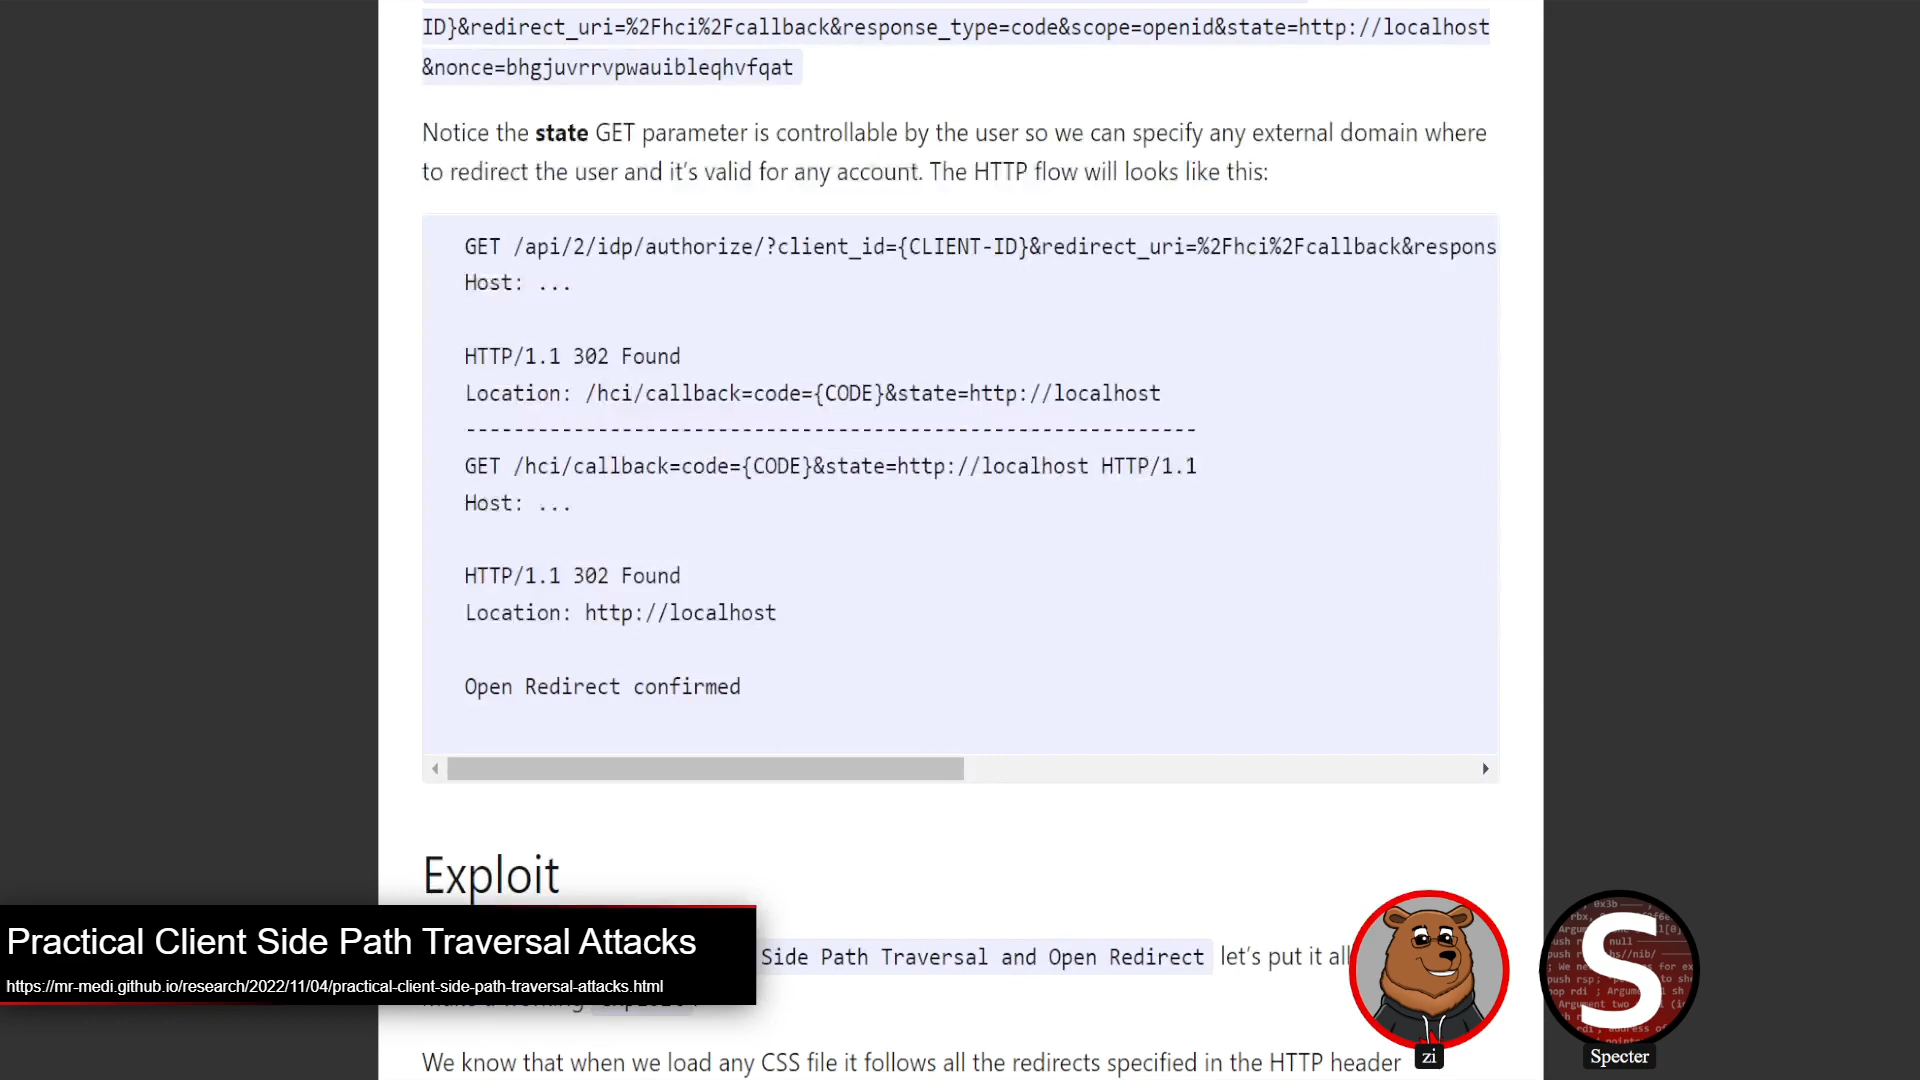 ID}&redirect_uri=%2Fhci%2Fcallback&response_type=code&scope=openid&state=http://localhost
&nonce=bhgjuvrrvpwauibleqhvfqat
Notice the state GET parameter is controllable by the user so we can specify any external domain where
to redirect the user and it's valid for any account. The HTTP flow will looks like this:
GET /api/2/idp/authorize/?client_id={CLIENT-ID}&redirect_uri=%2Fhci%2Fcallback&respons
Host: ...
HTTP/1.1 302 Found
Location: /hci/callback=code={CODE}&state=http://localhost
-------------------------------------------------------------
GET /hci/callback=code={CODE}&state=http://localhost HTTP/1.1
Host: ...
HTTP/1.1 302 Found
Location: http://localhost
Open Redirect confirmed
Exploit
Side Path Traversal and Open Redirect let's put it all
We know that when we load any CSS file it follows all the redirects specified in the HTTP header
Practical Client Side Path Traversal Attacks
https://mr-medi.github.io/research/2022/11/04/practical-client-side-path-traversal-attacks.html
zi
S
Specter